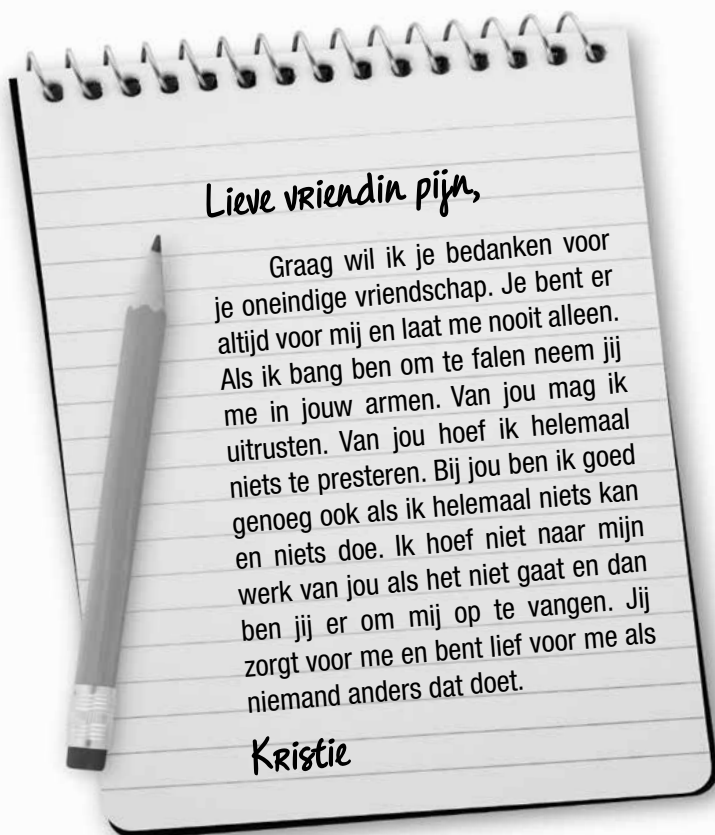 Lieve vriendin pijn,
Graag wil ik je bedanken voor
je oneindige vriendschap. Je bent er
altijd voor mij en laat me nooit alleen.
Als ik bang ben om te falen neem jij
me in jouw armen. Van jou mag ik
uitrusten. Van jou hoef ik helemaal
niets te presteren. Bij jou ben ik goed
genoeg ook als ik helemaal niets kan
en niets doe. Ik hoef niet naar mijn
werk van jou als het niet gaat en dan
ben jij er om mij op te vangen. Jij
zorgt voor me en bent lief voor me als
niemand anders dat doet.
Kristie